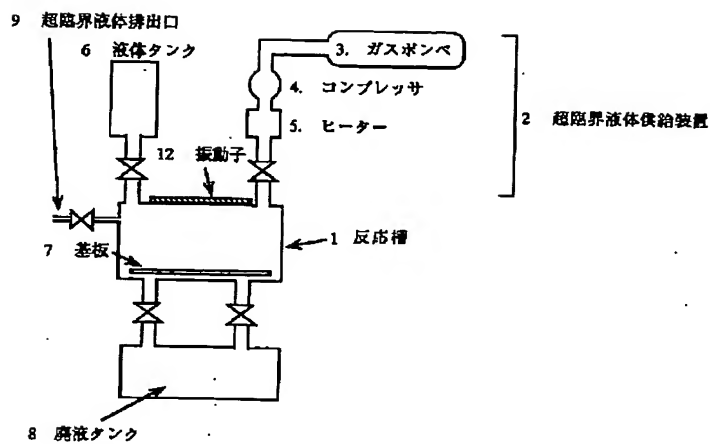 9 超臨界液体排出口
6 液体タンク
3. ガスボンベ
4. コンプレッサ
5. ヒーター
2 超臨界液体供給装置
12 振動子
7 基板
1 反応槽
8 廃液タンク